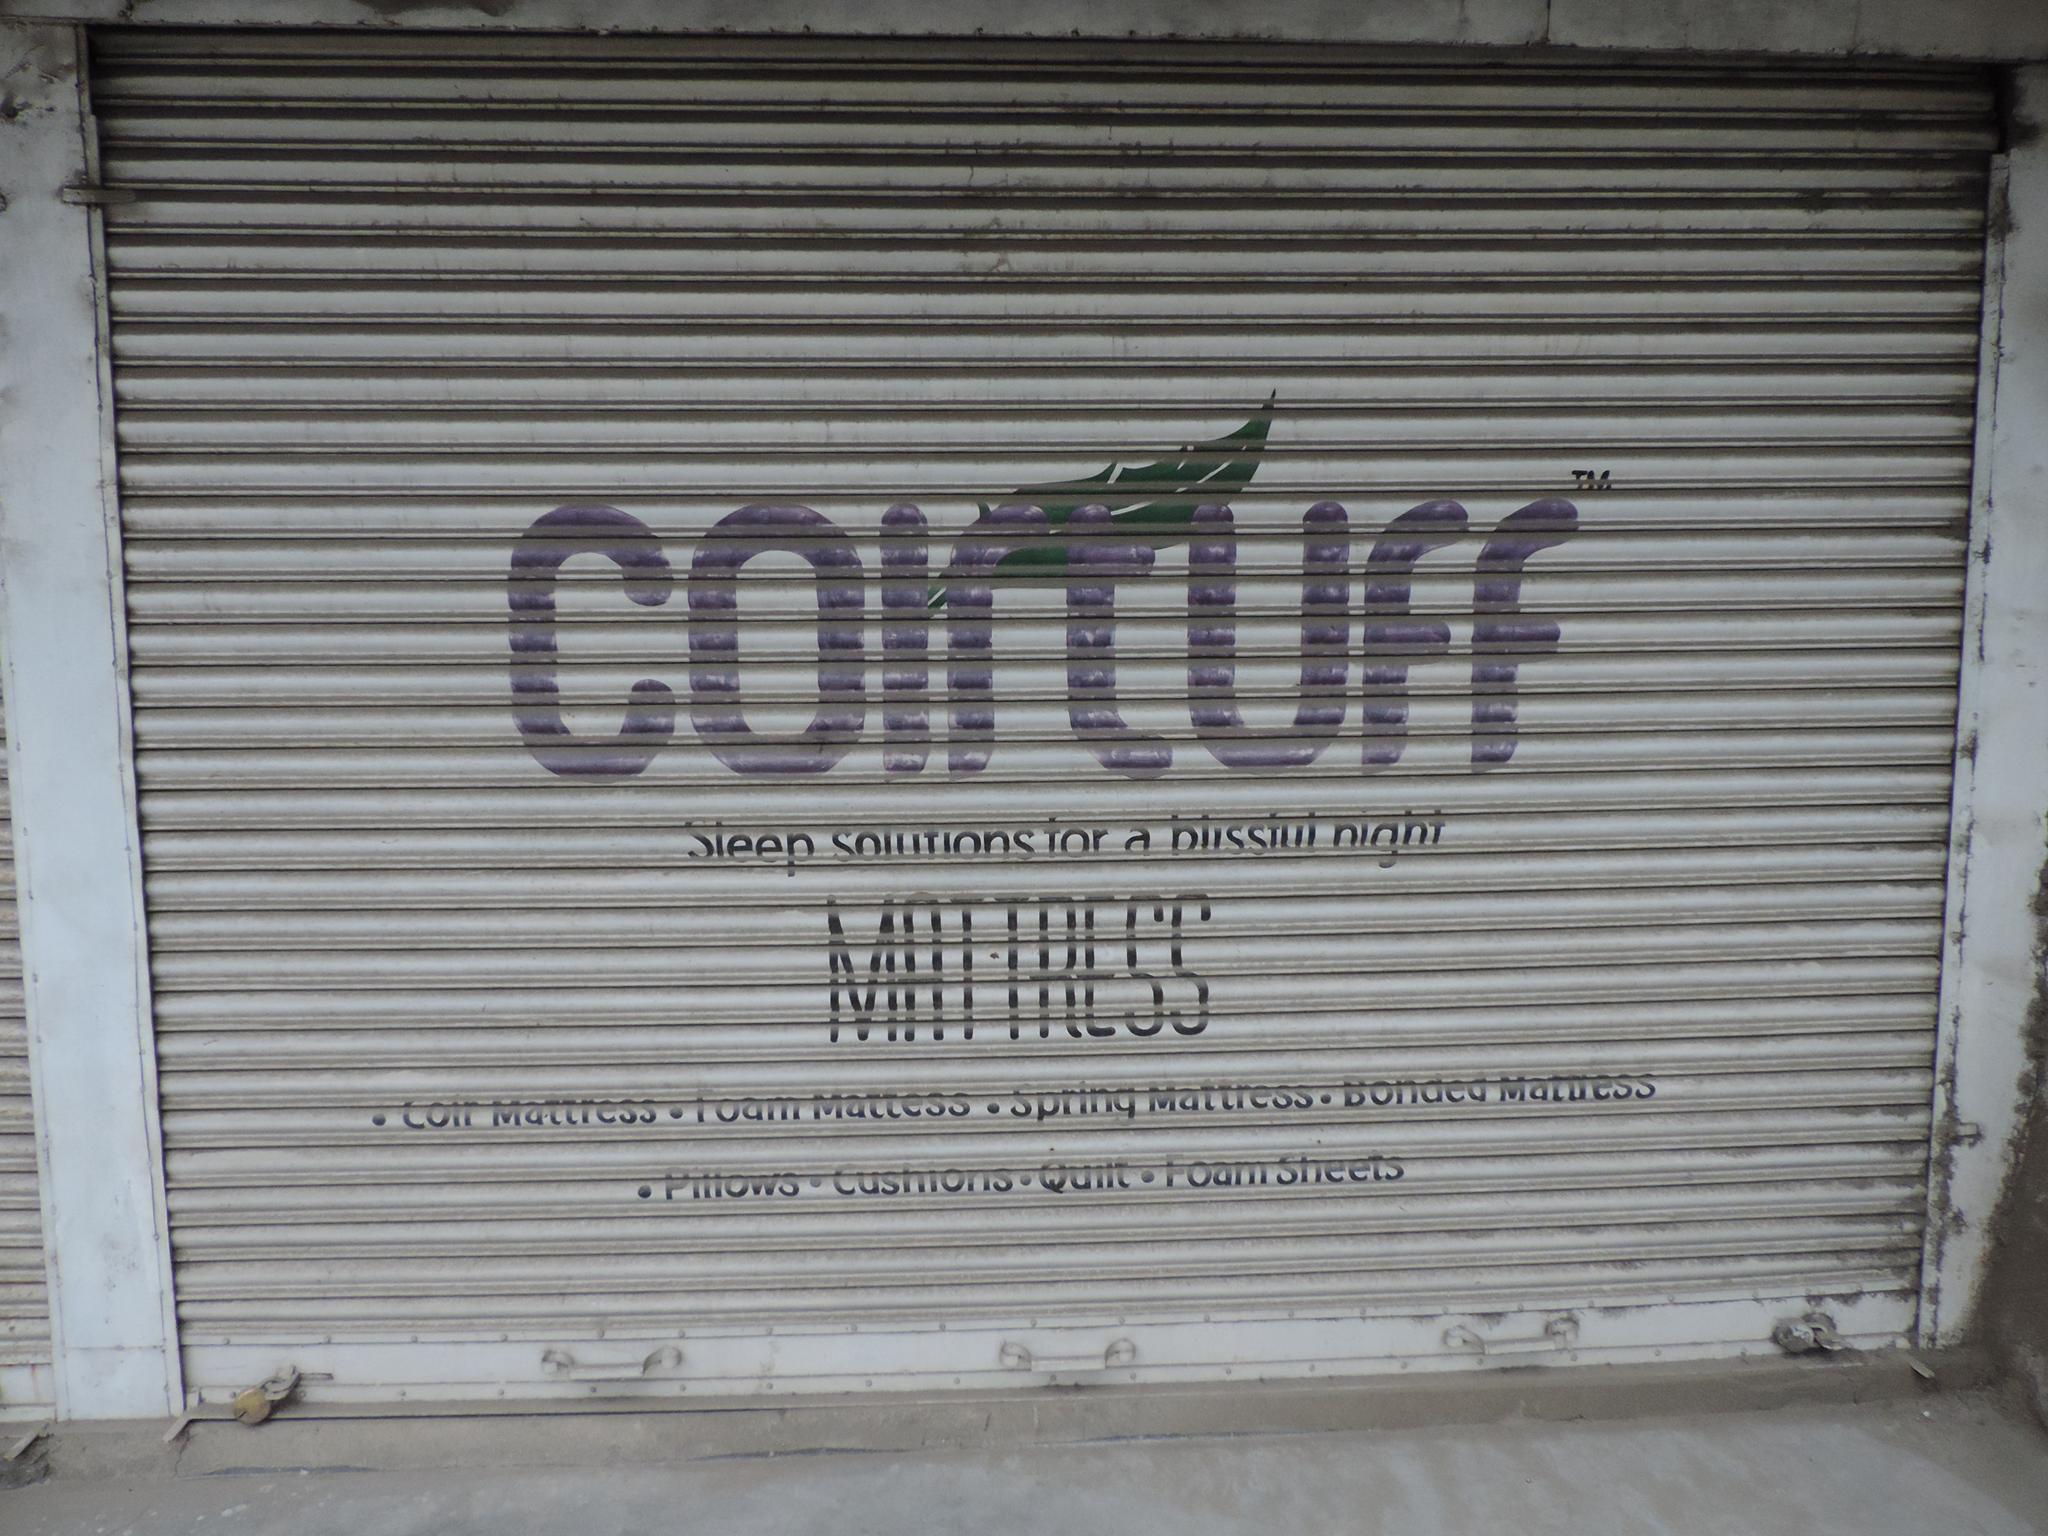 coirtuff™
Sleep solutions for a blissful night
MATTRESS
• Coir Mattress • Foam Mattess • Spring Mattress • Bonded Mattress
• Pillows • Cushions • Quilt • Foam Sheets